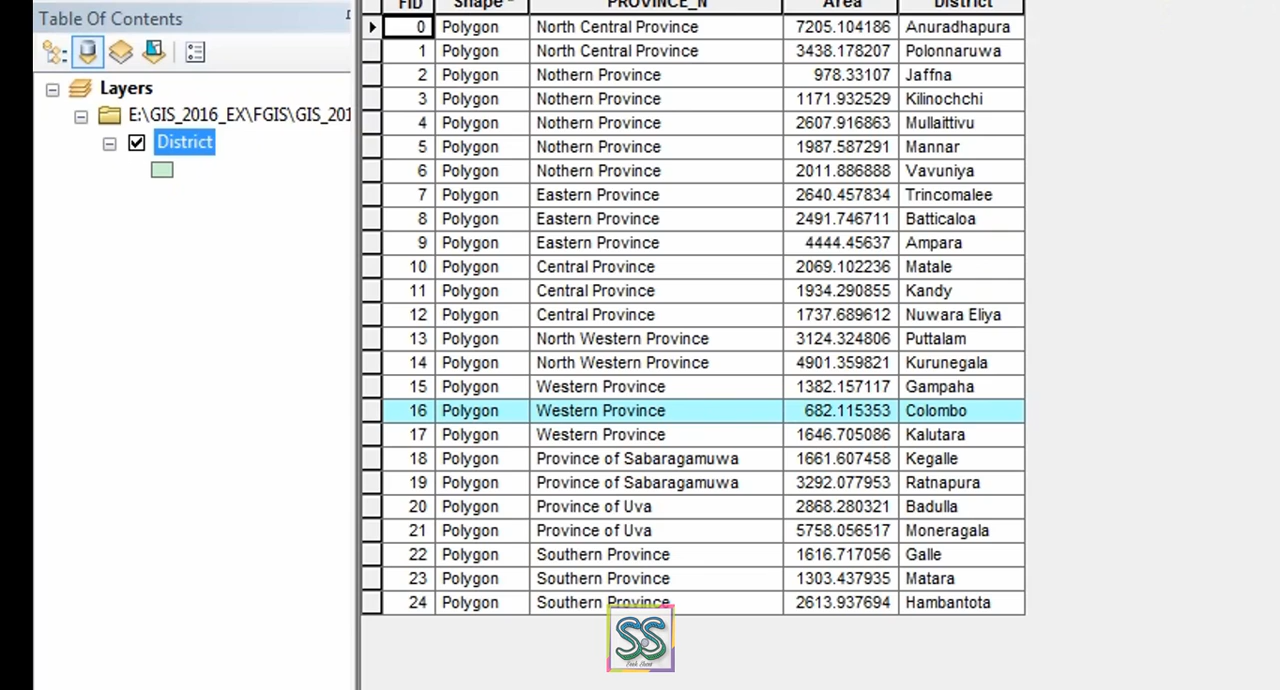 Table Of Contents
Layers
E:\GIS_2016_EX\FGIS\GIS_201
District
FID Shape * PROVINCE_N Area District
0 Polygon North Central Province 7205.104186 Anuradhapura
1 Polygon North Central Province 3438.178207 Polonnaruwa
2 Polygon Nothern Province 978.33107 Jaffna
3 Polygon Nothern Province 1171.932529 Kilinochchi
4 Polygon Nothern Province 2607.916863 Mullaittivu
5 Polygon Nothern Province 1987.587291 Mannar
6 Polygon Nothern Province 2011.886888 Vavuniya
7 Polygon Eastern Province 2640.457834 Trincomalee
8 Polygon Eastern Province 2491.746711 Batticaloa
9 Polygon Eastern Province 4444.45637 Ampara
10 Polygon Central Province 2069.102236 Matale
11 Polygon Central Province 1934.290855 Kandy
12 Polygon Central Province 1737.689612 Nuwara Eliya
13 Polygon North Western Province 3124.324806 Puttalam
14 Polygon North Western Province 4901.359821 Kurunegala
15 Polygon Western Province 1382.157117 Gampaha
16 Polygon Western Province 682.115353 Colombo
17 Polygon Western Province 1646.705086 Kalutara
18 Polygon Province of Sabaragamuwa 1661.607458 Kegalle
19 Polygon Province of Sabaragamuwa 3292.077953 Ratnapura
20 Polygon Province of Uva 2868.280321 Badulla
21 Polygon Province of Uva 5758.056517 Moneragala
22 Polygon Southern Province 1616.717056 Galle
23 Polygon Southern Province 1303.437935 Matara
24 Polygon Southern Province 2613.937694 Hambantota
SS